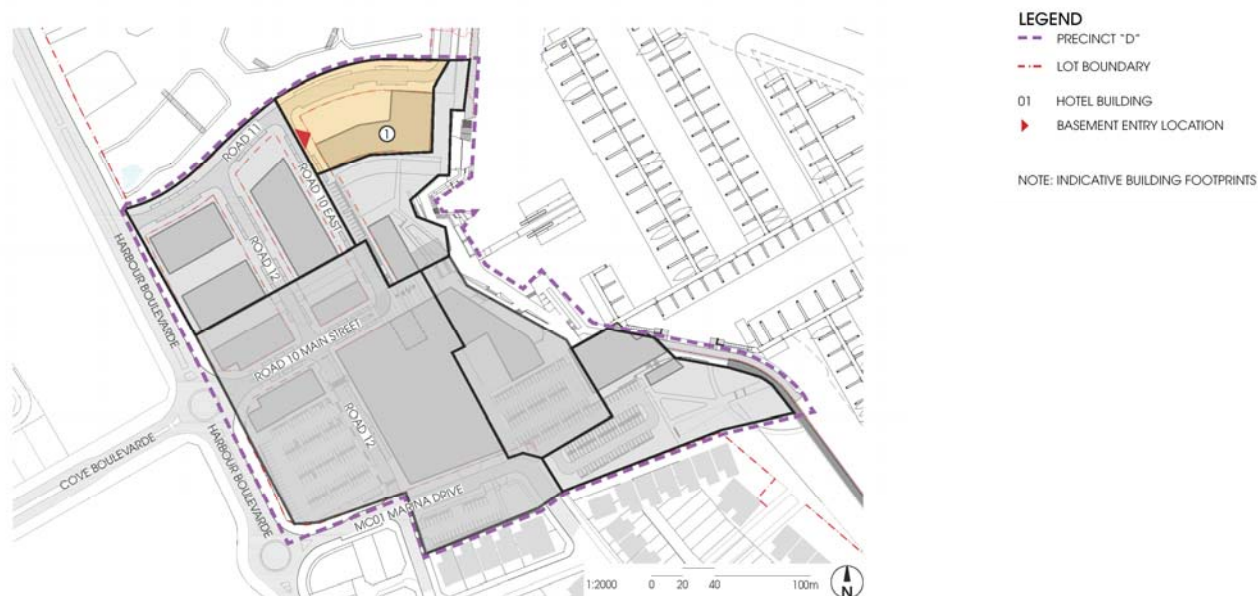 LEGEND
PRECINCT "D"
LOT BOUNDARY
01 HOTEL BUILDING
BASEMENT ENTRY LOCATION
NOTE: INDICATIVE BUILDING FOOTPRINTS
1
ROAD 11
ROAD 10 EAST
ROAD 12
HARBOUR BOULEVARDE
ROAD 10 MAIN STREET
ROAD 12
COVE BOULEVARDE
HARBOUR BOULEVARDE
MC01 MARINA DRIVE
1:2000 0 20 40 100m
N